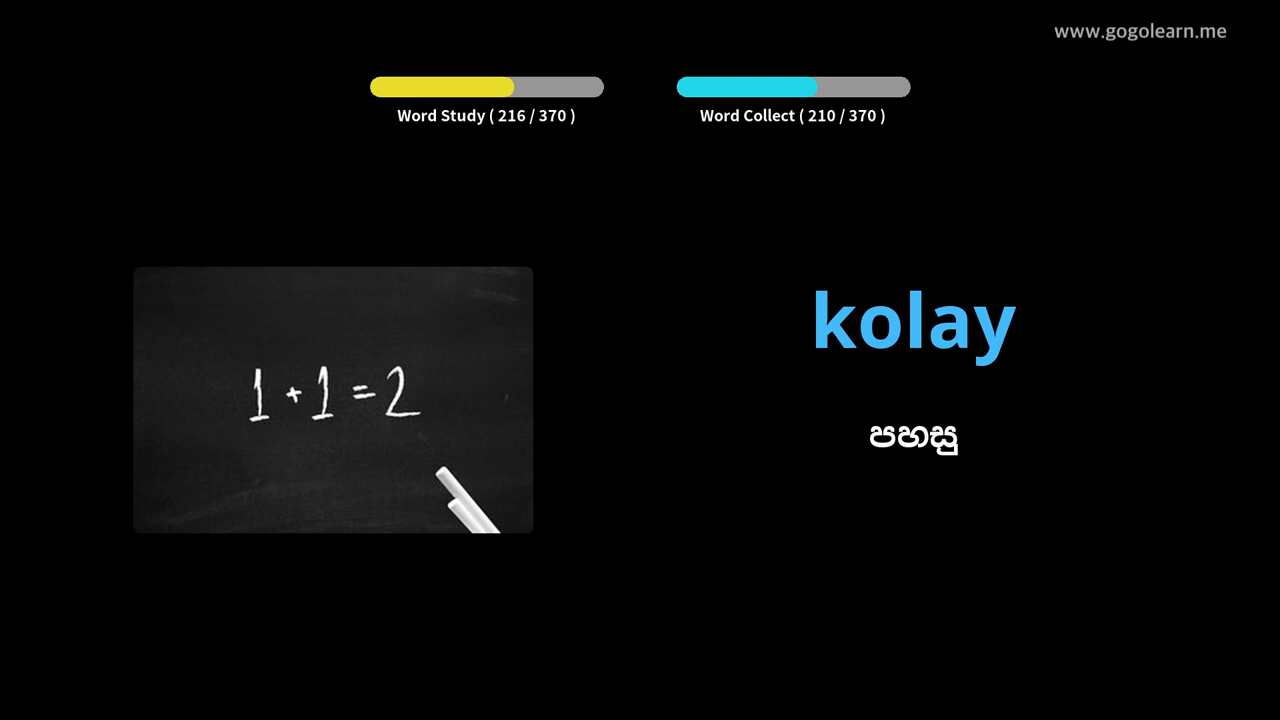 www.gogolearn.me
Word Study ( 216 / 370 )
Word Collect ( 210 / 370 )
1 + 1 = 2
kolay
පහසු